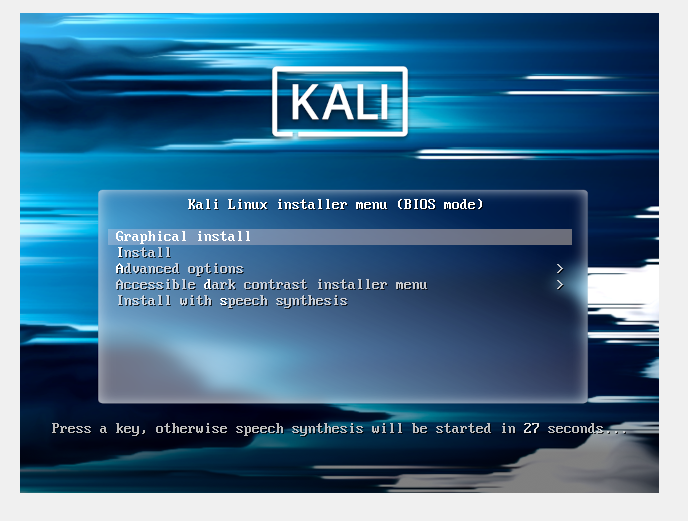 KALI
Kali Linux installer menu (BIOS mode)
Graphical install
Install
Advanced options >
Accessible dark contrast installer menu >
Install with speech synthesis
Press a key, otherwise speech synthesis will be started in 27 seconds...